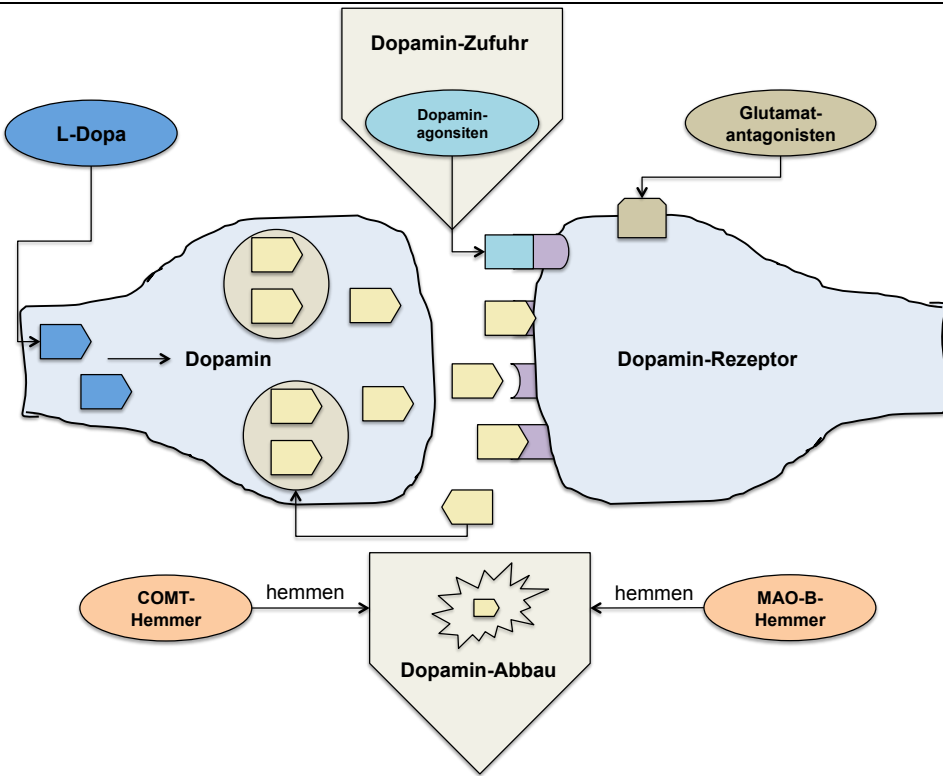 Dopamin-Zufuhr
L-Dopa
Dopamin-
agonsiten
Glutamat-
antagonisten
Dopamin
Dopamin-Rezeptor
COMT-
Hemmer
hemmen
hemmen
MAO-B-
Hemmer
Dopamin-Abbau